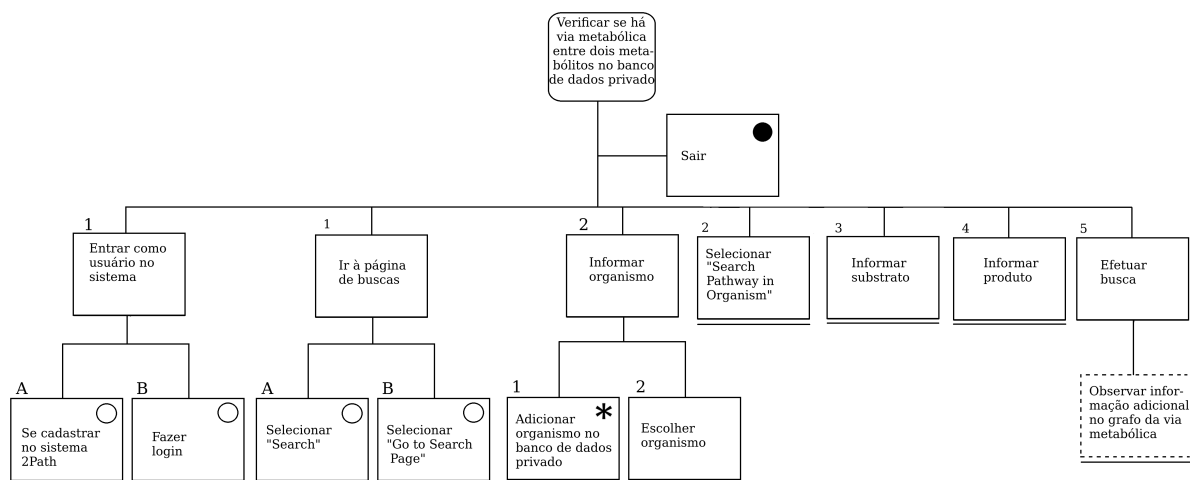 Verificar se há
via metabólica
entre dois meta-
bólitos no banco
de dados privado
Sair
1
Entrar como
usuário no
sistema
1
Ir à página
de buscas
2
Informar
organismo
2
Selecionar
"Search
Pathway in
Organism"
3
Informar
substrato
4
Informar
produto
5
Efetuar
busca
A
Se cadastrar
no sistema
2Path
B
Fazer
login
A
Selecionar
"Search"
B
Selecionar
"Go to Search
Page"
1
Adicionar *
organismo no
banco de dados
privado
2
Escolher
organismo
Observar infor-
mação adicional
no grafo da via
metabólica